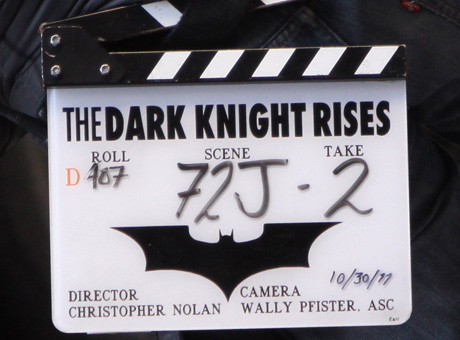 THE DARK KNIGHT RISES
ROLL SCENE TAKE
D 107 72J - 2
10/30/11
DIRECTOR CAMERA
CHRISTOPHER NOLAN WALLY PFISTER. ASC